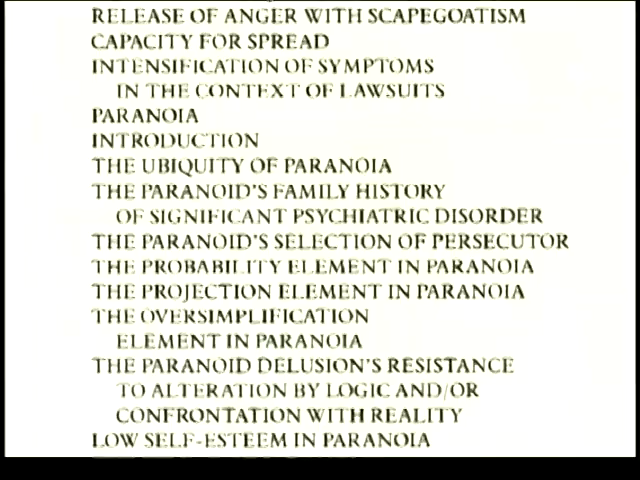 RELEASE OF ANGER WITH SCAPEGOATISM
CAPACITY FOR SPREAD
INTENSIFICATION OF SYMPTOMS
IN THE CONTEXT OF LAWSUITS
PARANOIA
INTRODUCTION
THE UBIQUITY OF PARANOIA
THE PARANOID'S FAMILY HISTORY
OF SIGNIFICANT PSYCHIATRIC DISORDER
THE PARANOID'S SELECTION OF PERSECUTOR
THE PROBABILITY ELEMENT IN PARANOIA
THE PROJECTION ELEMENT IN PARANOIA
THE OVERSIMPLIFICATION
ELEMENT IN PARANOIA
THE PARANOID DELUSION'S RESISTANCE
TO ALTERATION BY LOGIC AND/OR
CONFRONTATION WITH REALITY
LOW SELF-ESTEEM IN PARANOIA